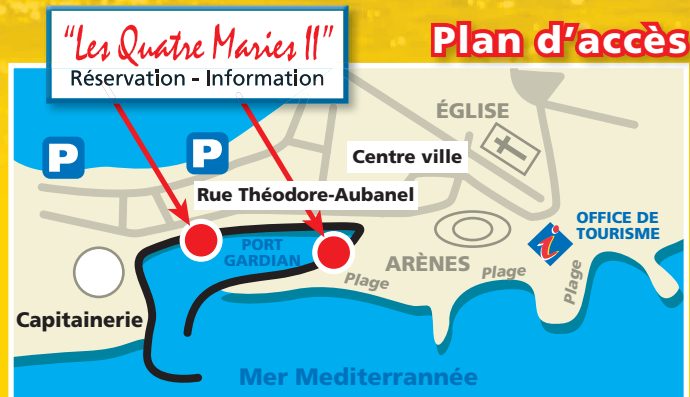 "Les Quatre Maries II"
Réservation - Information
Plan d'accès
ÉGLISE
P
P
Centre ville
Rue Théodore-Aubanel
OFFICE DE
TOURISME
i
PORT
GARDIAN
ARÈNES
Plage
Plage
Plage
Capitainerie
Mer Mediterrannée